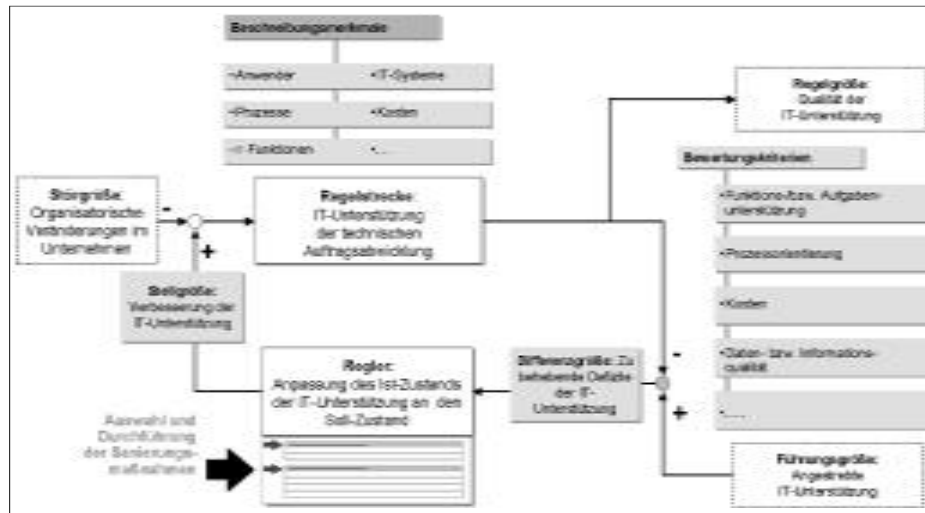 Beschreibungsmerkmale
•Anwender
•IT-Systeme
•Prozesse
•Kosten
•Funktionen
•....
Regelgröße:
Qualität der
IT-Unterstützung
Bewertungskriterien
•Funktions-/bzw. Aufgaben-
unterstützung
•Prozessorientierung
•Kosten
•Daten- bzw. Informations-
qualität
•.....
Störgröße:
Organisatorische
Veränderungen im
Unternehmen
-
+
Regelstrecke:
IT-Unterstützung
der technischen
Auftragsabwicklung
Stellgröße:
Verbesserung der
IT-Unterstützung
Regler:
Anpassung des Ist-Zustands
der IT-Unterstützung an den
Soll-Zustand
Differenzgröße: Zu
behebende Defizite
der IT-
Unterstützung
-
+
Auswahl und
Durchführung
der Sanierungs-
maßnahmen
Führungsgröße:
Angestrebte
IT-Unterstützung